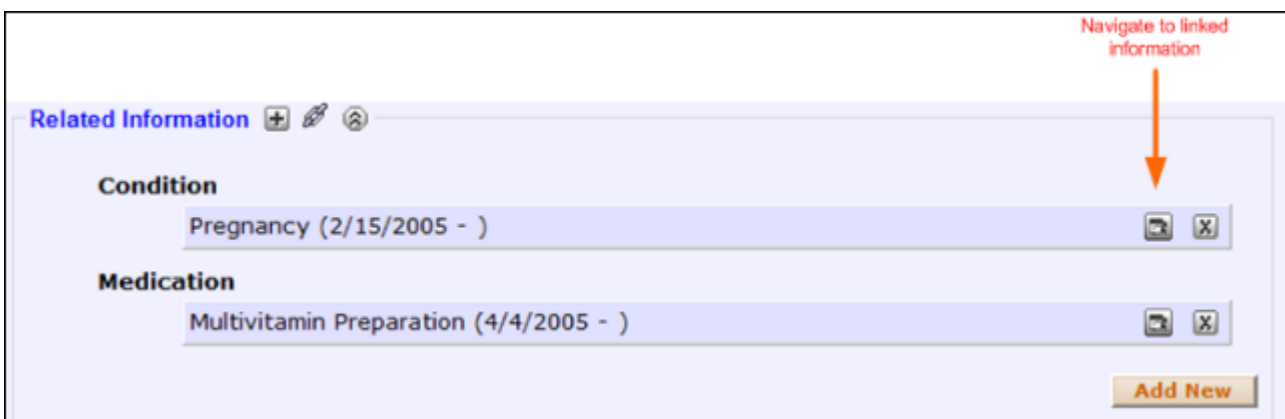 Navigate to linked
information
Related Information
Condition
Pregnancy (2/15/2005 - )
Medication
Multivitamin Preparation (4/4/2005 - )
Add New